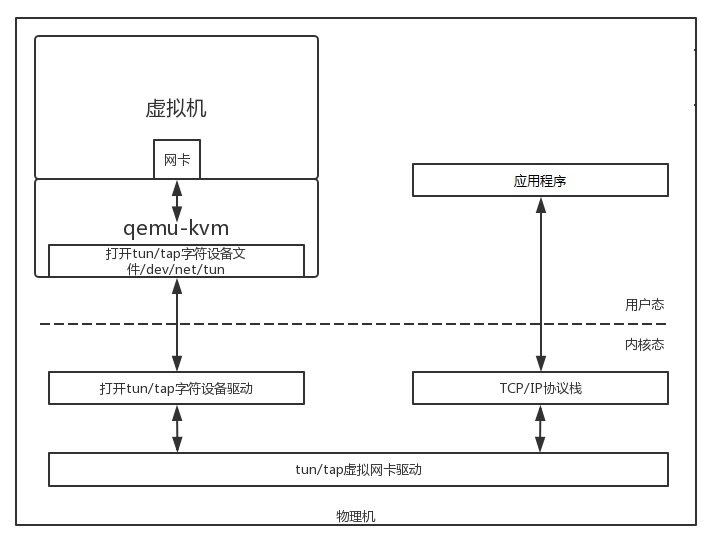 虚拟机
网卡
qemu-kvm
打开tun/tap字符设备文
件/dev/net/tun
应用程序
用户态
内核态
打开tun/tap字符设备驱动
TCP/IP协议栈
tun/tap虚拟网卡驱动
物理机